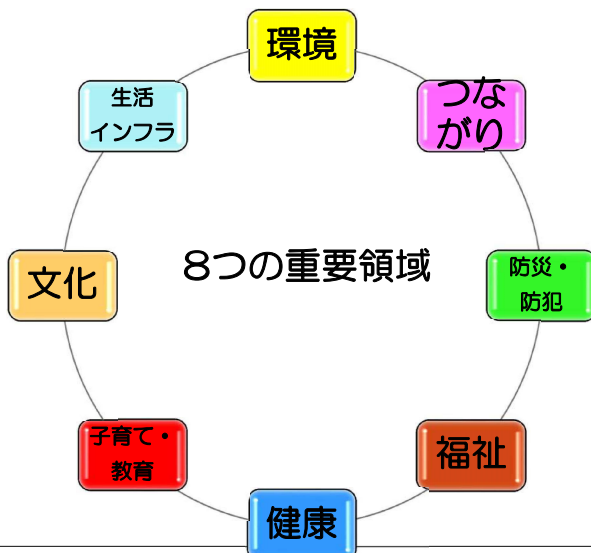 環境
つな
がり
防災・
防犯
福祉
健康
子育て・
教育
文化
生活
インフラ
8つの重要領域